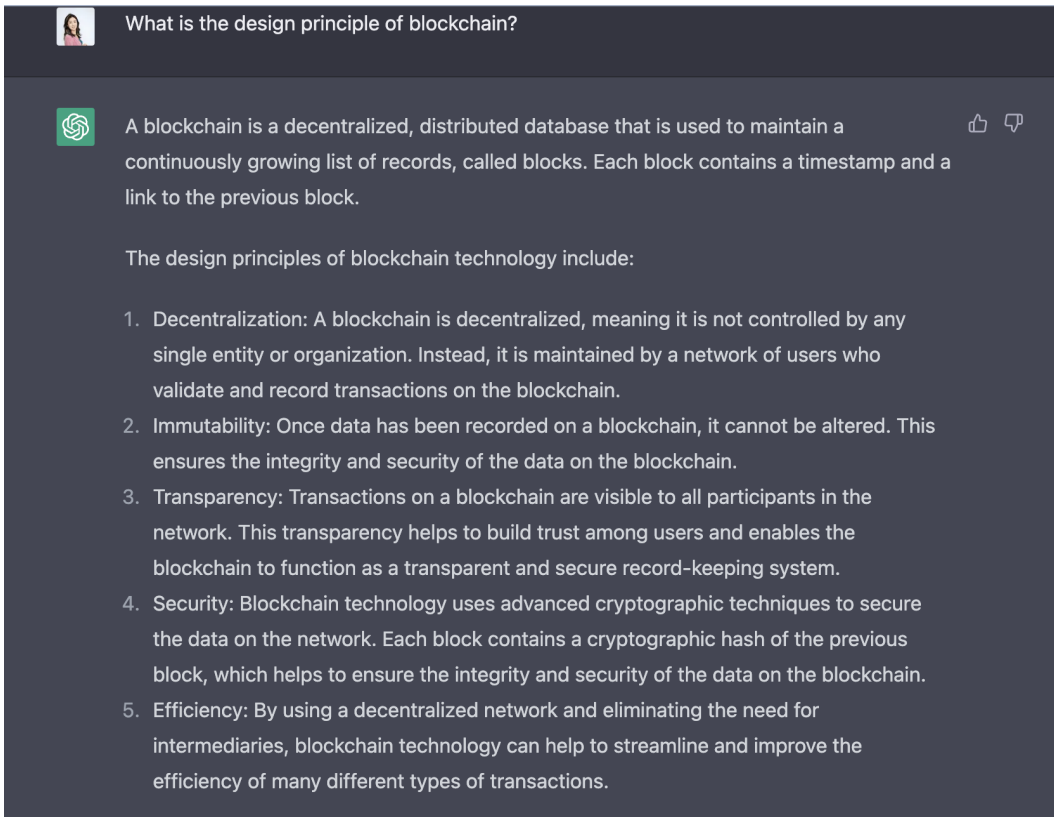 What is the design principle of blockchain?
A blockchain is a decentralized, distributed database that is used to maintain a
continuously growing list of records, called blocks. Each block contains a timestamp and a
link to the previous block.
The design principles of blockchain technology include:
1. Decentralization: A blockchain is decentralized, meaning it is not controlled by any
single entity or organization. Instead, it is maintained by a network of users who
validate and record transactions on the blockchain.
2. Immutability: Once data has been recorded on a blockchain, it cannot be altered. This
ensures the integrity and security of the data on the blockchain.
3. Transparency: Transactions on a blockchain are visible to all participants in the
network. This transparency helps to build trust among users and enables the
blockchain to function as a transparent and secure record-keeping system.
4. Security: Blockchain technology uses advanced cryptographic techniques to secure
the data on the network. Each block contains a cryptographic hash of the previous
block, which helps to ensure the integrity and security of the data on the blockchain.
5. Efficiency: By using a decentralized network and eliminating the need for
intermediaries, blockchain technology can help to streamline and improve the
efficiency of many different types of transactions.